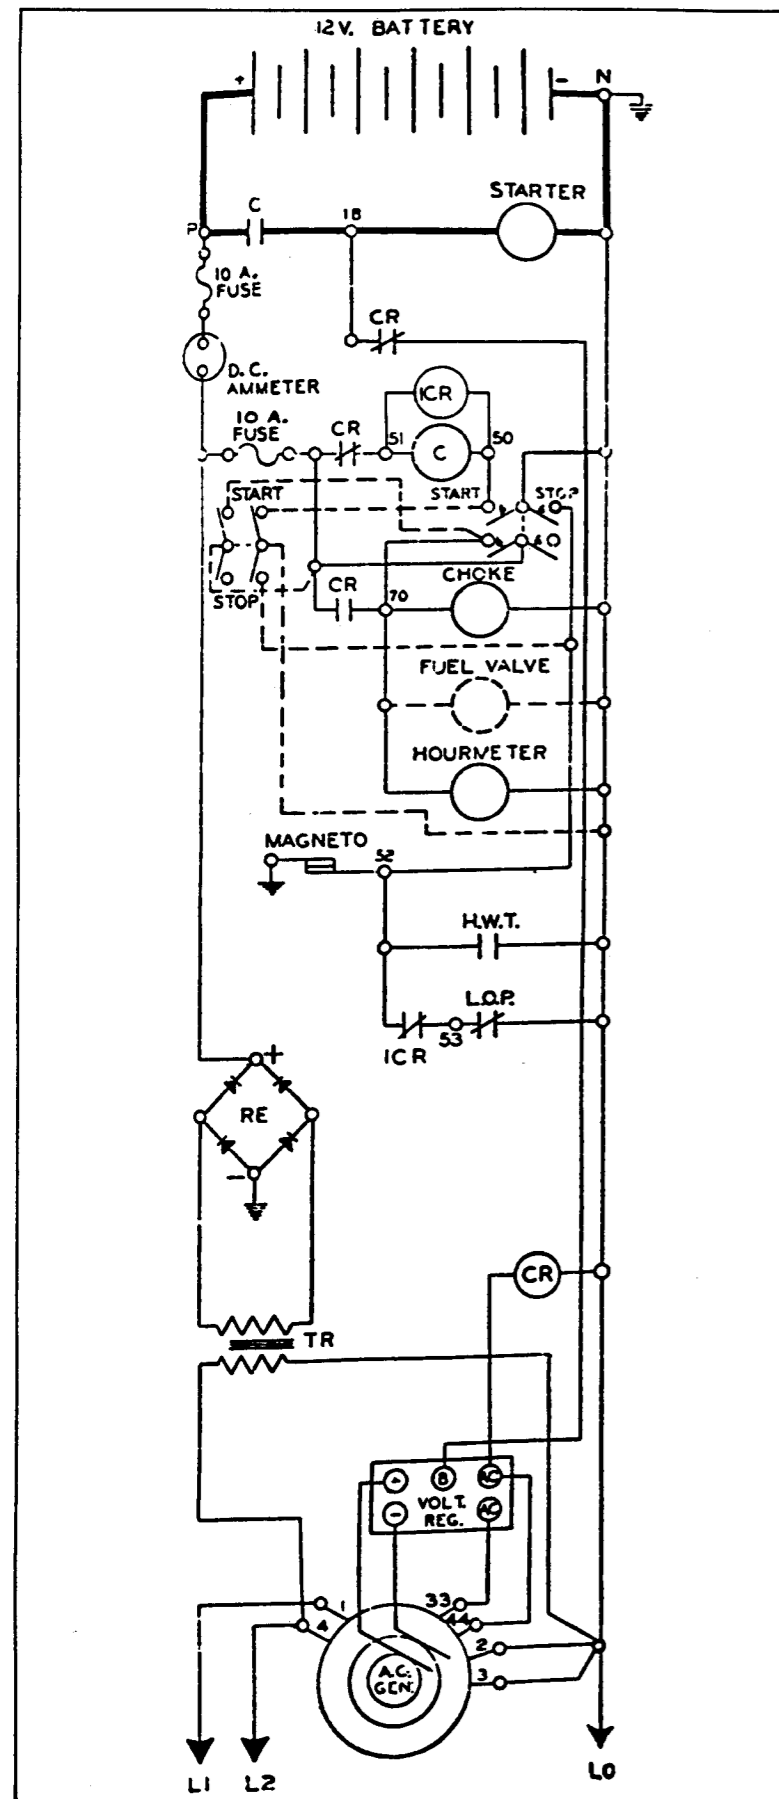 12V. BATTERY
+
-
N
STARTER
C
18
P
10 A.
FUSE
CR
D.C.
AMMETER
ICR
10 A.
FUSE
CR
51
50
C
START
START
STOP
STOP
CR
70
CHOKE
FUEL VALVE
HOURMETER
MAGNETO
52
H.W.T.
L.O.P.
53
ICR
+
RE
-
CR
TR
+
B
AC
VOLT.
REG.
-
AC
1
33
4
44
2
3
A.C.
GEN.
L1
L2
LO